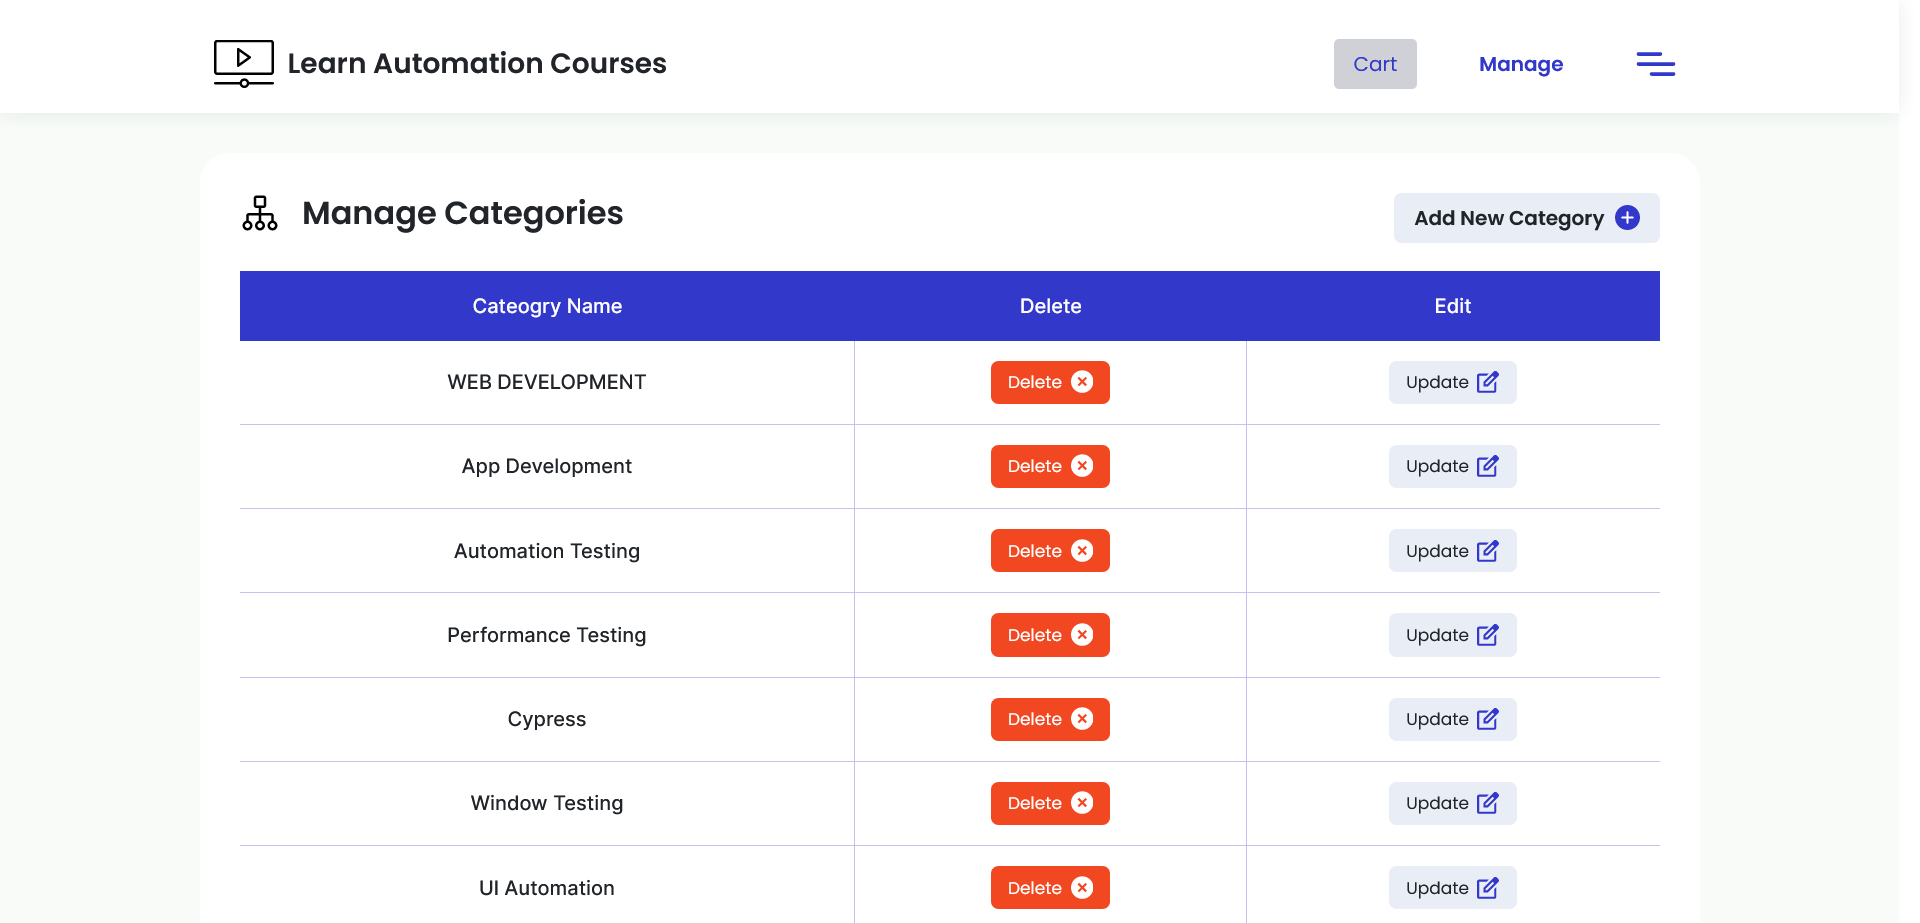 Learn Automation Courses
Cart
Manage
Manage Categories
Add New Category
Cateogry Name Delete Edit
WEB DEVELOPMENT Delete Update
App Development Delete Update
Automation Testing Delete Update
Performance Testing Delete Update
Cypress Delete Update
Window Testing Delete Update
UI Automation Delete Update